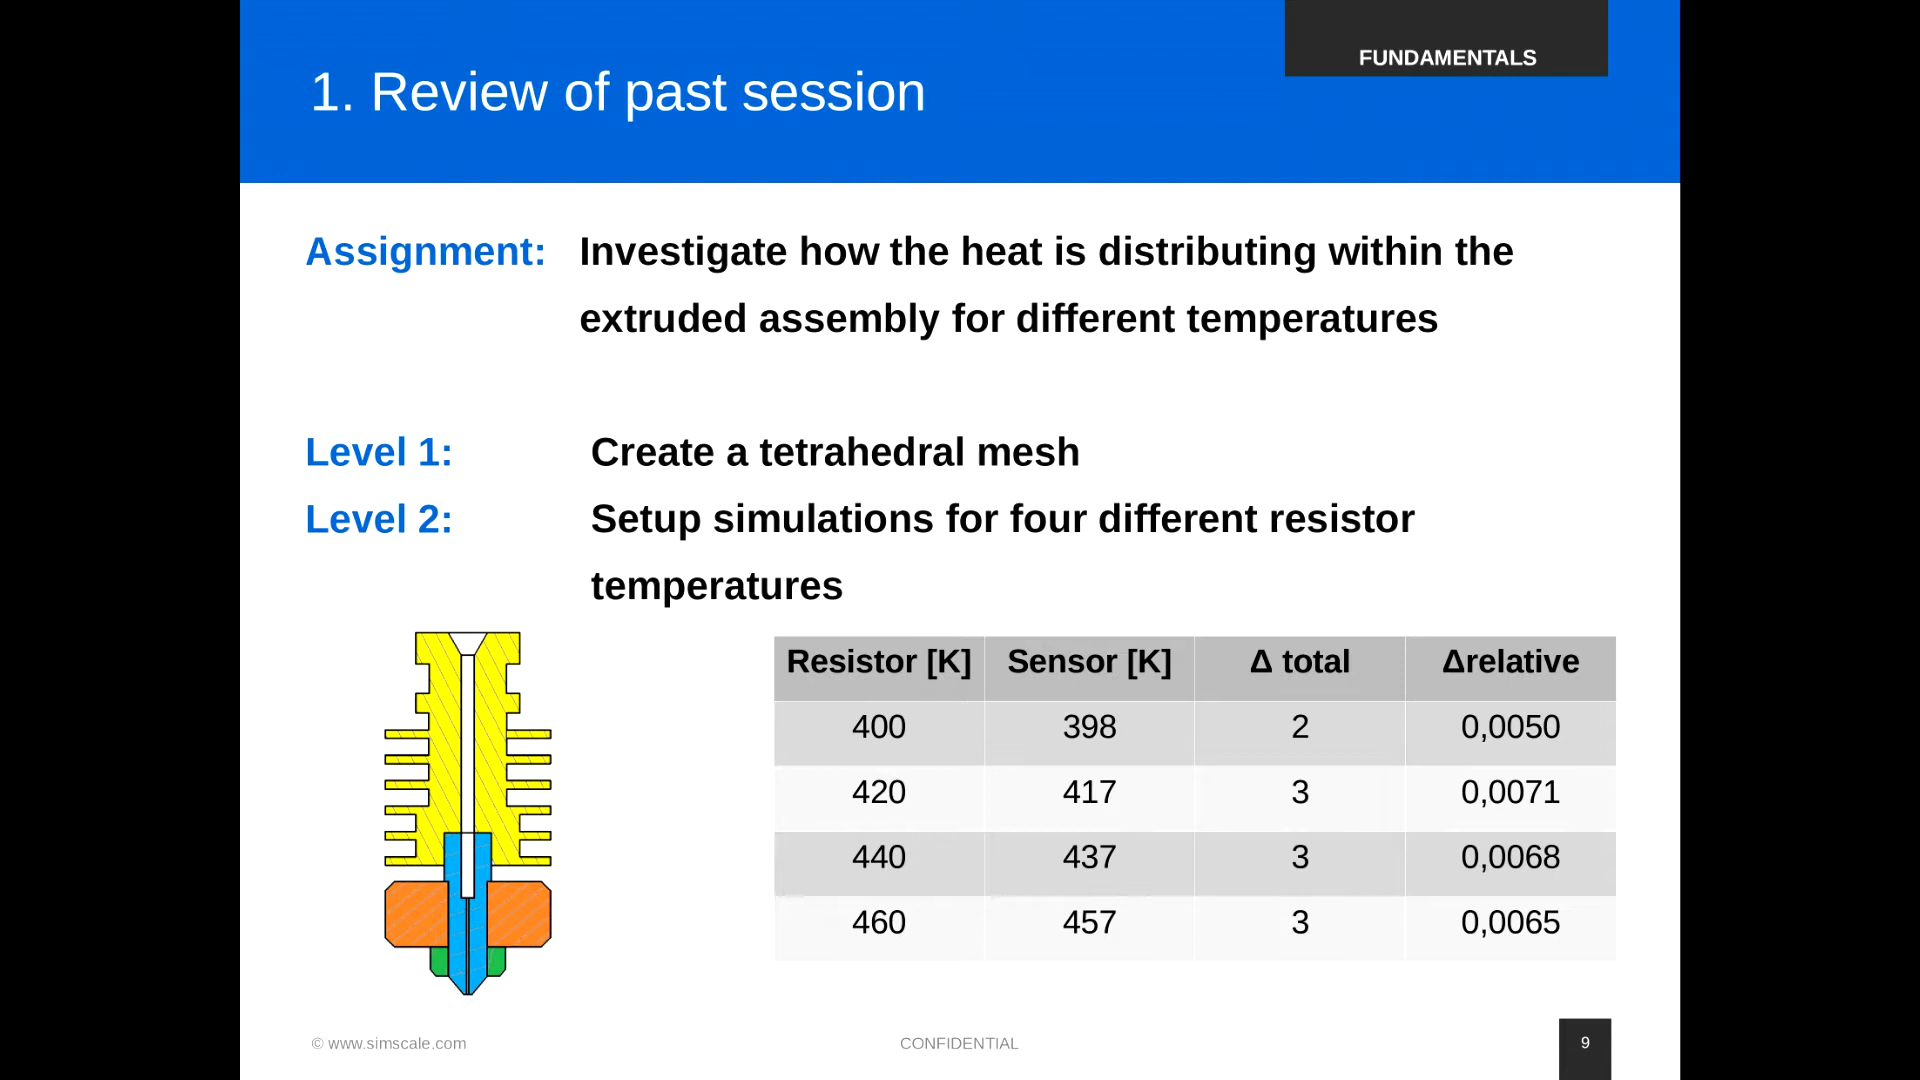 FUNDAMENTALS
1. Review of past session
Assignment: Investigate how the heat is distributing within the
extruded assembly for different temperatures
Level 1: Create a tetrahedral mesh
Level 2: Setup simulations for four different resistor
temperatures
Resistor [K] Sensor [K] Δ total Δrelative
400 398 2 0,0050
420 417 3 0,0071
440 437 3 0,0068
460 457 3 0,0065
© www.simscale.com CONFIDENTIAL 9